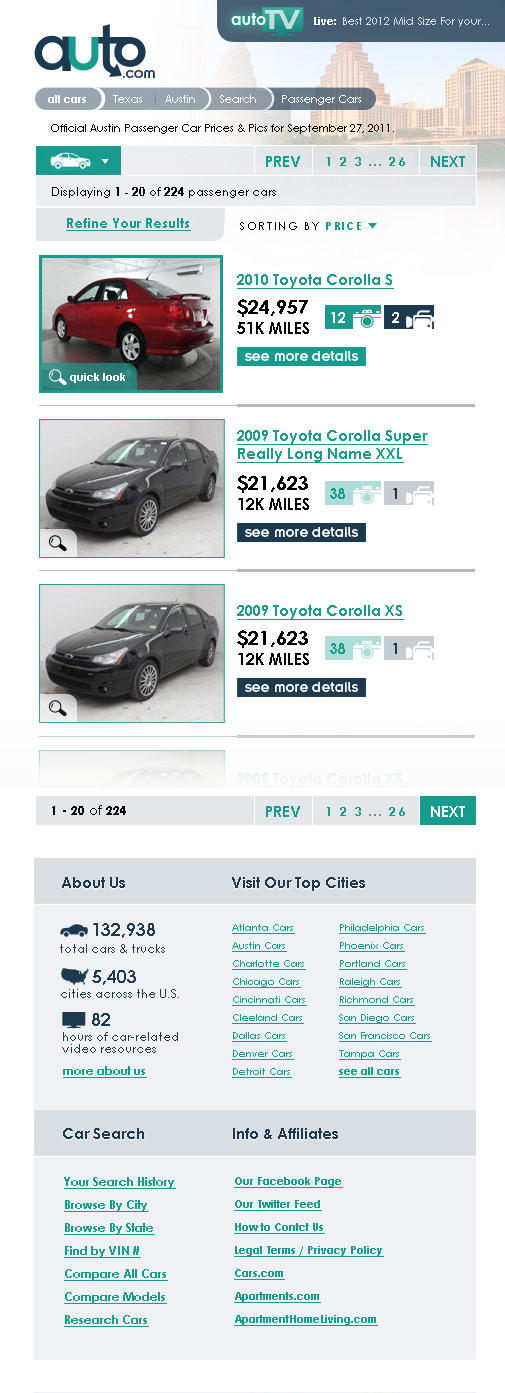 autoTV Live: Best 2012 Mid Size For your...
auto.com
all cars Texas Austin Search Passenger Cars
Official Austin Passenger Car Prices & Pics for September 27, 2011.
PREV 1 2 3 ... 26 NEXT
Displaying 1 - 20 of 224 passenger cars
Refine Your Results SORTING BY PRICE
2010 Toyota Corolla S
$24,957
51K MILES
12 2
see more details
quick look
2009 Toyota Corolla Super
Really Long Name XXL
$21,623
12K MILES
38 1
see more details
2009 Toyota Corolla XS
$21,623
12K MILES
38 1
see more details
2009 Toyota Corolla XS
1 - 20 of 224 PREV 1 2 3 ... 26 NEXT
About Us
132,938
total cars & trucks
5,403
cities across the U.S.
82
hours of car-related
video resources
more about us
Visit Our Top Cities
Atlanta Cars
Austin Cars
Charlotte Cars
Chicago Cars
Cincinnati Cars
Cleeland Cars
Dallas Cars
Denver Cars
Detroit Cars
Philadelphia Cars
Phoenix Cars
Portland Cars
Raleigh Cars
Richmond Cars
San Diego Cars
San Francisco Cars
Tampa Cars
see all cars
Car Search
Your Search History
Browse By City
Browse By State
Find by VIN #
Compare All Cars
Compare Models
Research Cars
Info & Affiliates
Our Facebook Page
Our Twitter Feed
How to Contct Us
Legal Terms / Privacy Policy
Cars.com
Apartments.com
ApartmentHomeLiving.com